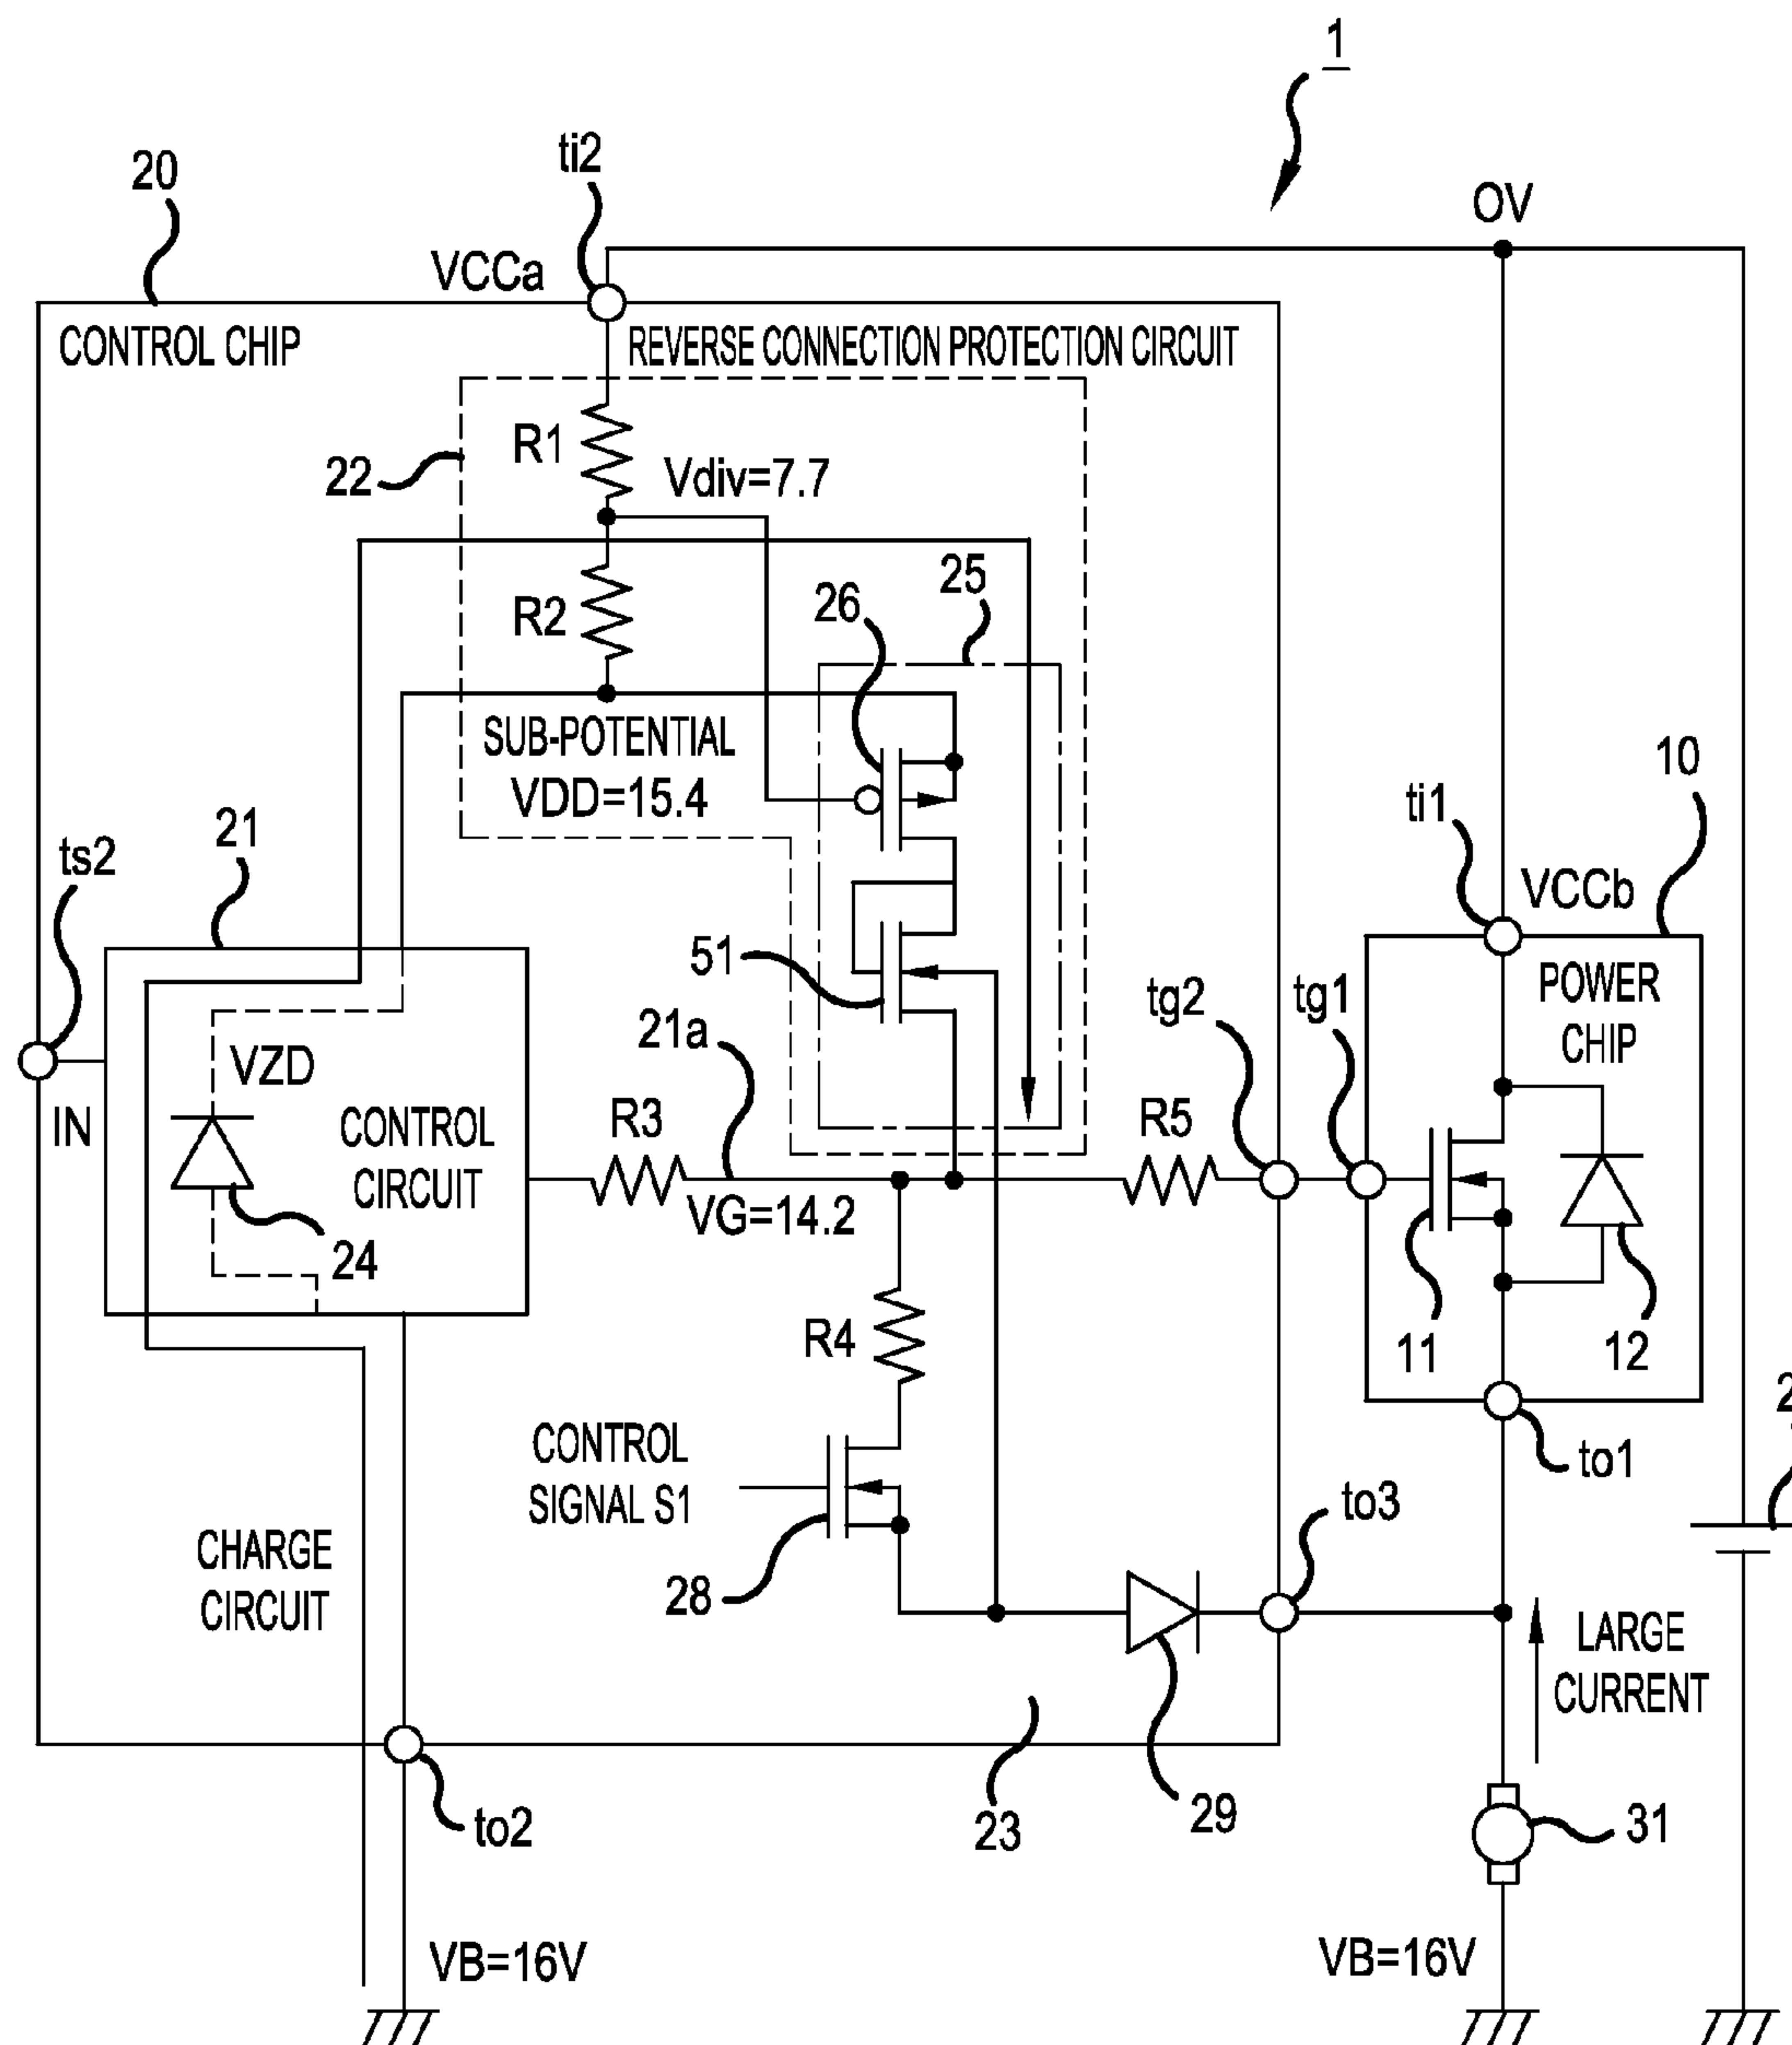 1
20
ti2
OV
VCCa
CONTROL CHIP
REVERSE CONNECTION PROTECTION CIRCUIT
R1
22
Vdiv=7.7
25
R2
26
SUB-POTENTIAL
VDD=15.4
10
21
ti1
ts2
VCCb
51
POWER
CHIP
tg2
tg1
21a
VZD
IN
R3
R5
CONTROL
CIRCUIT
VG=14.2
24
R4
11
12
CONTROL
SIGNAL S1
to1
to3
CHARGE
CIRCUIT
28
LARGE
CURRENT
to2
23
29
31
VB=16V
VB=16V